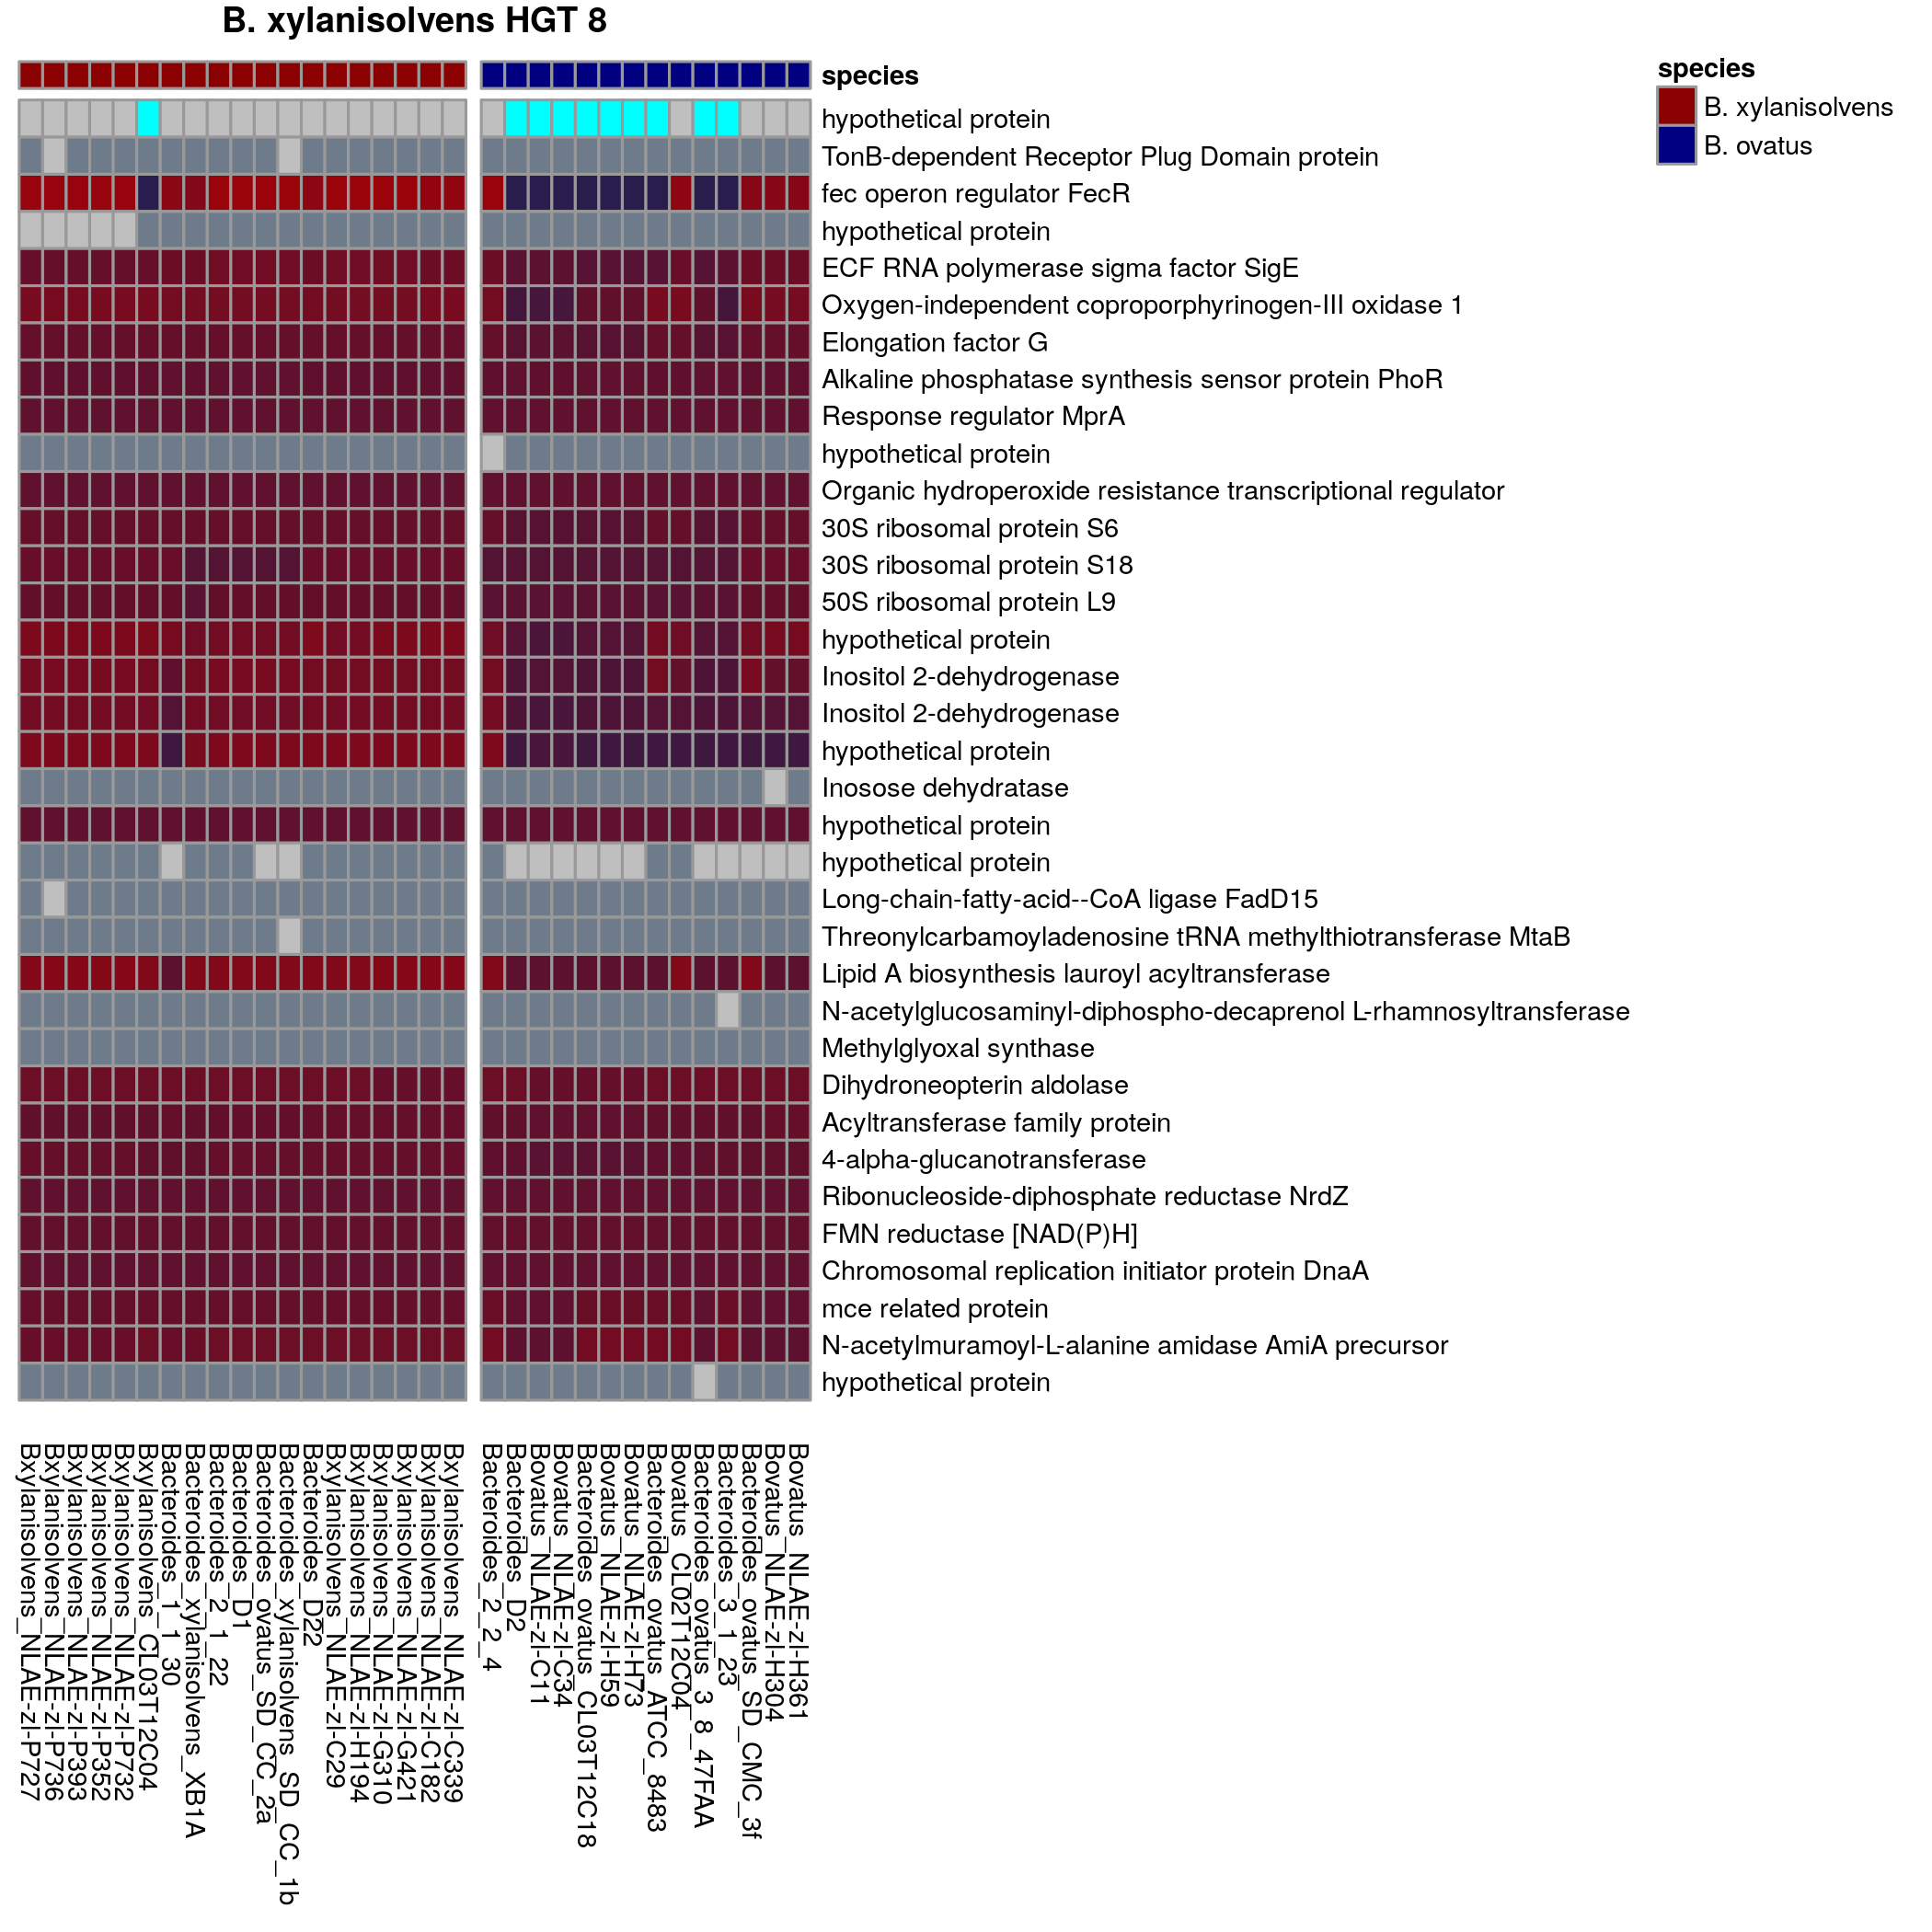 B. xylanisolvens HGT 8
species
hypothetical protein
TonB-dependent Receptor Plug Domain protein
fec operon regulator FecR
hypothetical protein
ECF RNA polymerase sigma factor SigE
Oxygen-independent coproporphyrinogen-III oxidase 1
Elongation factor G
Alkaline phosphatase synthesis sensor protein PhoR
Response regulator MprA
hypothetical protein
Organic hydroperoxide resistance transcriptional regulator
30S ribosomal protein S6
30S ribosomal protein S18
50S ribosomal protein L9
hypothetical protein
Inositol 2-dehydrogenase
Inositol 2-dehydrogenase
hypothetical protein
Inosose dehydratase
hypothetical protein
hypothetical protein
Long-chain-fatty-acid--CoA ligase FadD15
Threonylcarbamoyladenosine tRNA methylthiotransferase MtaB
Lipid A biosynthesis lauroyl acyltransferase
N-acetylglucosaminyl-diphospho-decaprenol L-rhamnosyltransferase
Methylglyoxal synthase
Dihydroneopterin aldolase
Acyltransferase family protein
4-alpha-glucanotransferase
Ribonucleoside-diphosphate reductase NrdZ
FMN reductase [NAD(P)H]
Chromosomal replication initiator protein DnaA
mce related protein
N-acetylmuramoyl-L-alanine amidase AmiA precursor
hypothetical protein
species
B. xylanisolvens
B. ovatus
Bxylanisolvens_NLAE-zl-P727
Bxylanisolvens_NLAE-zl-P736
Bxylanisolvens_NLAE-zl-P393
Bxylanisolvens_NLAE-zl-P352
Bxylanisolvens_NLAE-zl-P732
Bxylanisolvens_CL03T12C04
Bacteroides_1_1_30
Bacteroides_xylanisolvens_XB1A
Bacteroides_2_1_22
Bacteroides_D1
Bacteroides_ovatus_SD_CC_2a
Bacteroides_xylanisolvens_SD_CC_1b
Bacteroides_D22
Bxylanisolvens_NLAE-zl-C29
Bxylanisolvens_NLAE-zl-H194
Bxylanisolvens_NLAE-zl-G310
Bxylanisolvens_NLAE-zl-G421
Bxylanisolvens_NLAE-zl-C182
Bxylanisolvens_NLAE-zl-C339
Bacteroides_2_2_4
Bacteroides_D2
Bovatus_NLAE-zl-C11
Bovatus_NLAE-zl-C34
Bacteroides_ovatus_CL03T12C18
Bovatus_NLAE-zl-H59
Bovatus_NLAE-zl-H73
Bacteroides_ovatus_ATCC_8483
Bovatus_CL02T12C04
Bacteroides_ovatus_3_8_47FAA
Bacteroides_3_1_23
Bacteroides_ovatus_SD_CMC_3f
Bovatus_NLAE-zl-H304
Bovatus_NLAE-zl-H361